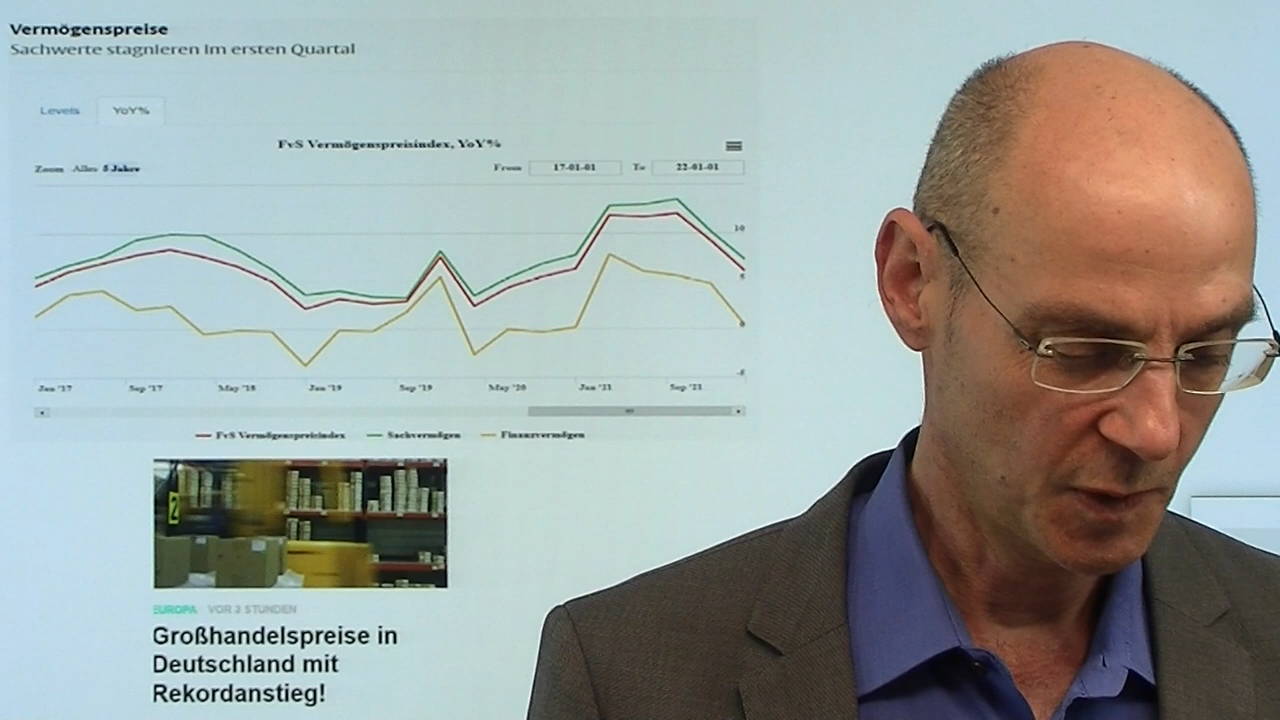 Vermögenspreise
Sachwerte stagnieren im ersten Quartal
Levels YoY%
FvS Vermögenspreisindex, YoY%
Zoom Alles 5 Jahre From 17-01-01 To 22-01-01
10
5
0
-5
Jan '17 Sep '17 May '18 Jan '19 Sep '19 May '20 Jan '21 Sep '21
FvS Vermögenspreisindex Sachvermögen Finanzvermögen
2
EUROPA VOR 3 STUNDEN
Großhandelspreise in
Deutschland mit
Rekordanstieg!